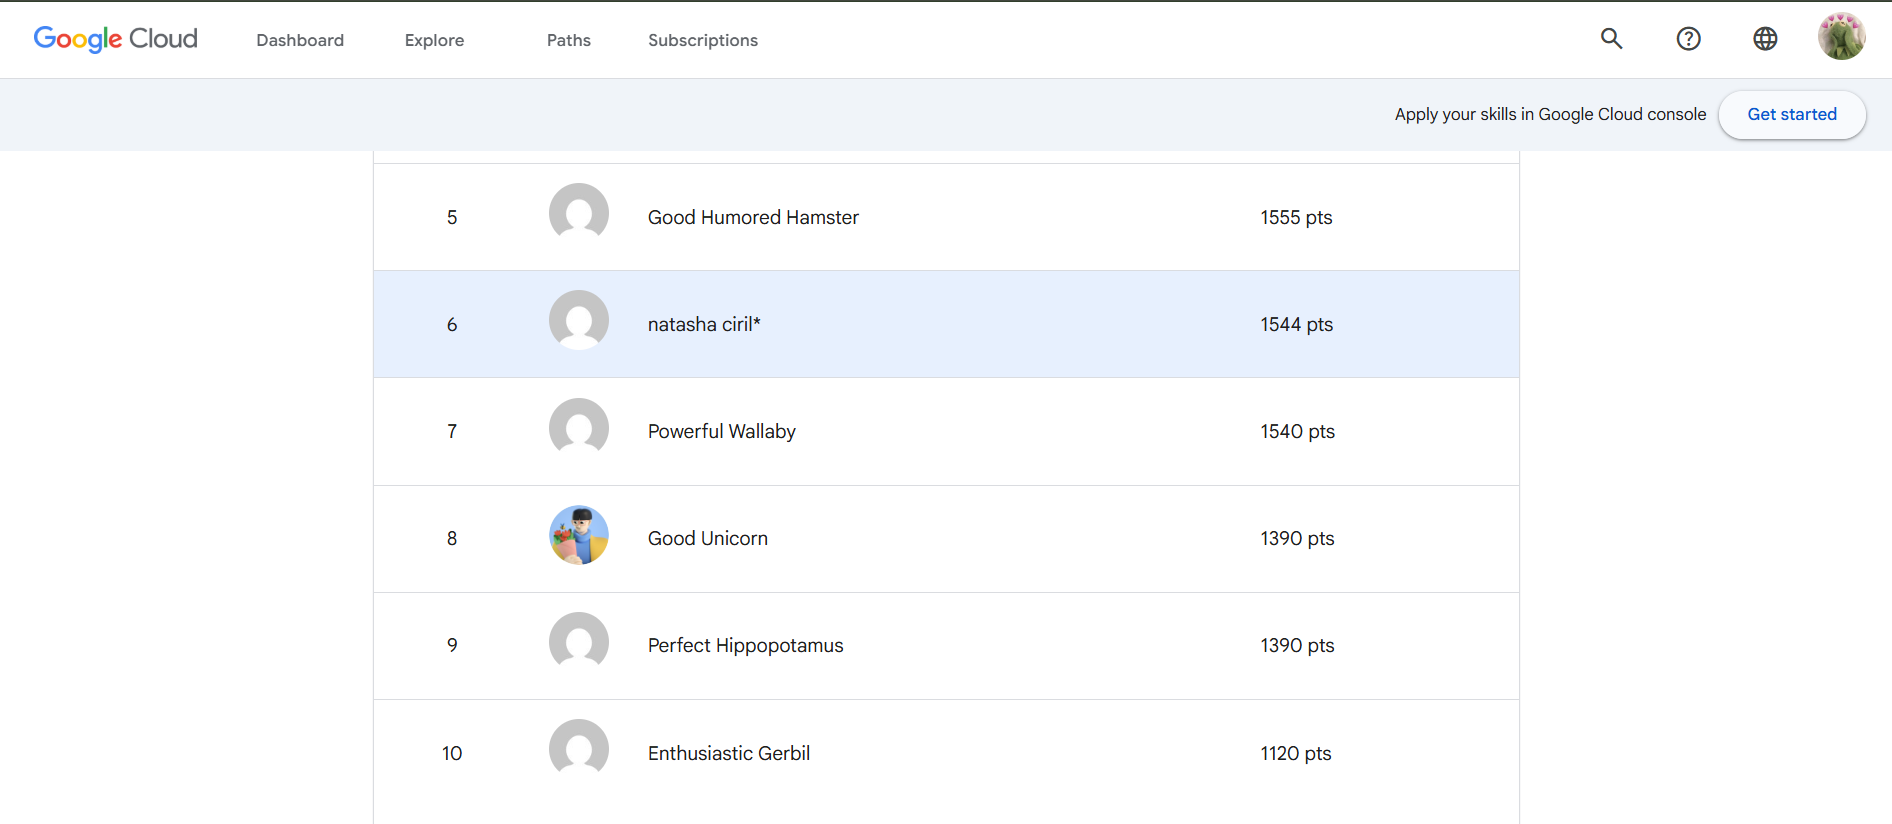 Google Cloud Dashboard Explore Paths Subscriptions
Apply your skills in Google Cloud console Get started
5 Good Humored Hamster 1555 pts
6 natasha ciril* 1544 pts
7 Powerful Wallaby 1540 pts
8 Good Unicorn 1390 pts
9 Perfect Hippopotamus 1390 pts
10 Enthusiastic Gerbil 1120 pts